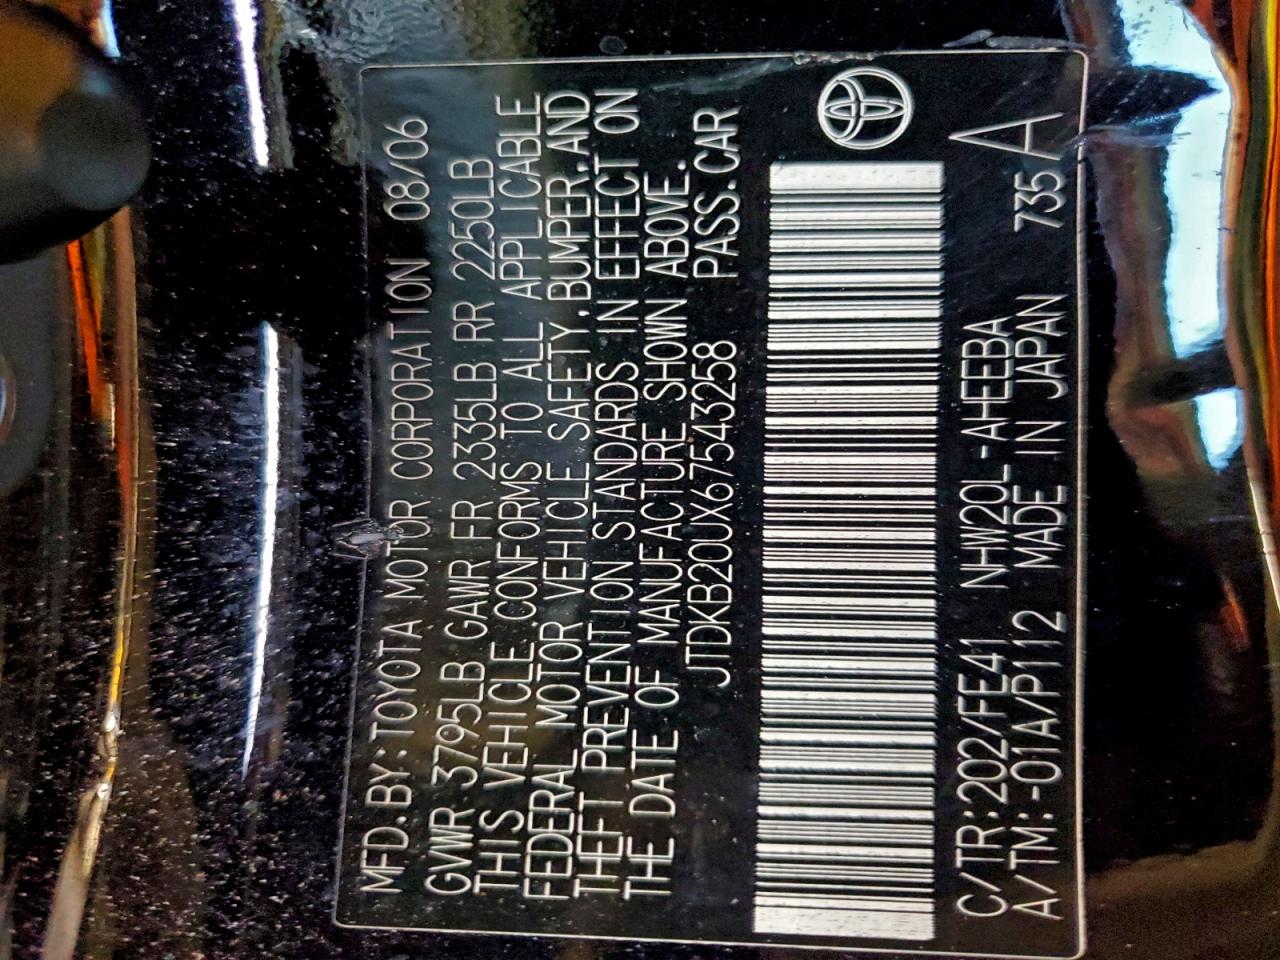 MFD.BY:TOYOTA MOTOR CORPORATION 08/06
GVWR 3795LB GAWR FR 2335LB RR 2250LB
THIS VEHICLE CONFORMS TO ALL APPLICABLE
FEDERAL MOTOR VEHICLE SAFETY.BUMPER.AND
THEFT PREVENTION STANDARDS IN EFFECT ON
THE DATE OF MANUFACTURE SHOWN ABOVE.
JTDKB20UX67543258 PASS.CAR
C/TR:202/FE41 NHW20L-AHEEBA
A/TM:-01A/P112 MADE IN JAPAN 735A